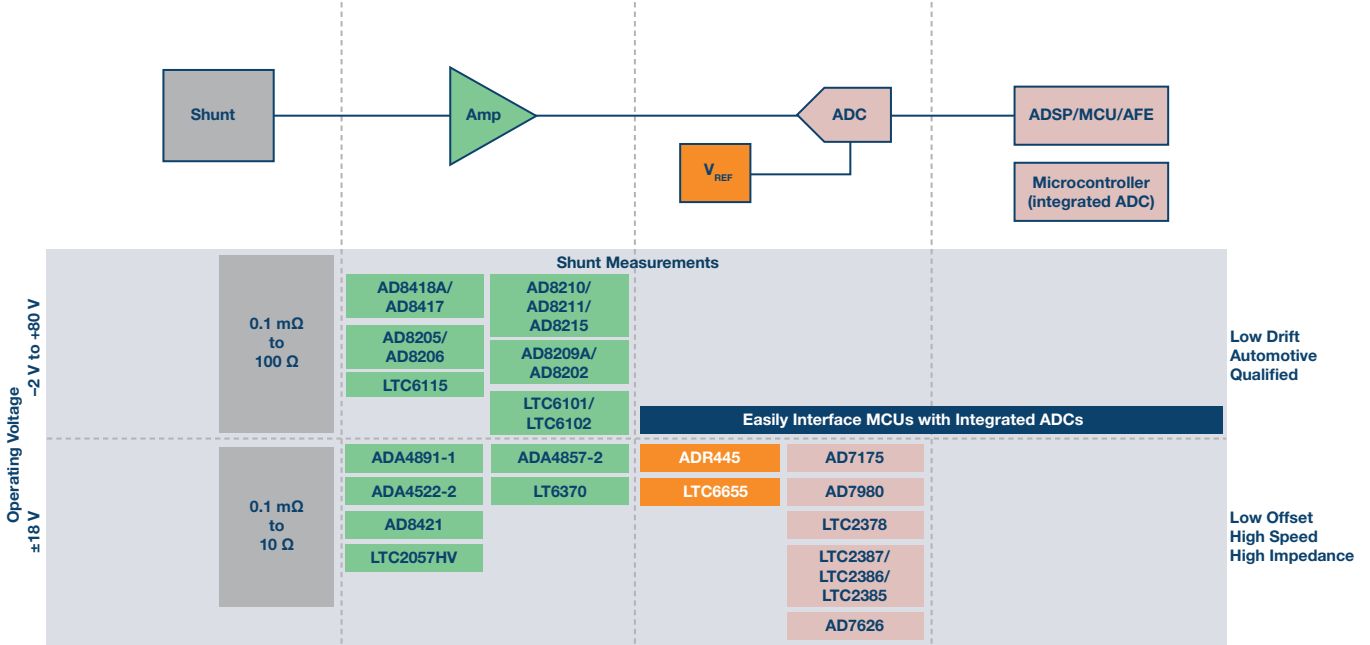 Shunt
Amp
ADC
ADSP/MCU/AFE
VREF
Microcontroller
(integrated ADC)
Shunt Measurements
Operating Voltage
–2 V to +80 V
0.1 mΩ
to
100 Ω
AD8418A/
AD8417
AD8205/
AD8206
LTC6115
AD8210/
AD8211/
AD8215
AD8209A/
AD8202
LTC6101/
LTC6102
Easily Interface MCUs with Integrated ADCs
Low Drift
Automotive
Qualified
±18 V
0.1 mΩ
to
10 Ω
ADA4891-1
ADA4522-2
AD8421
LTC2057HV
ADA4857-2
LT6370
ADR445
LTC6655
AD7175
AD7980
LTC2378
LTC2387/
LTC2386/
LTC2385
AD7626
Low Offset
High Speed
High Impedance